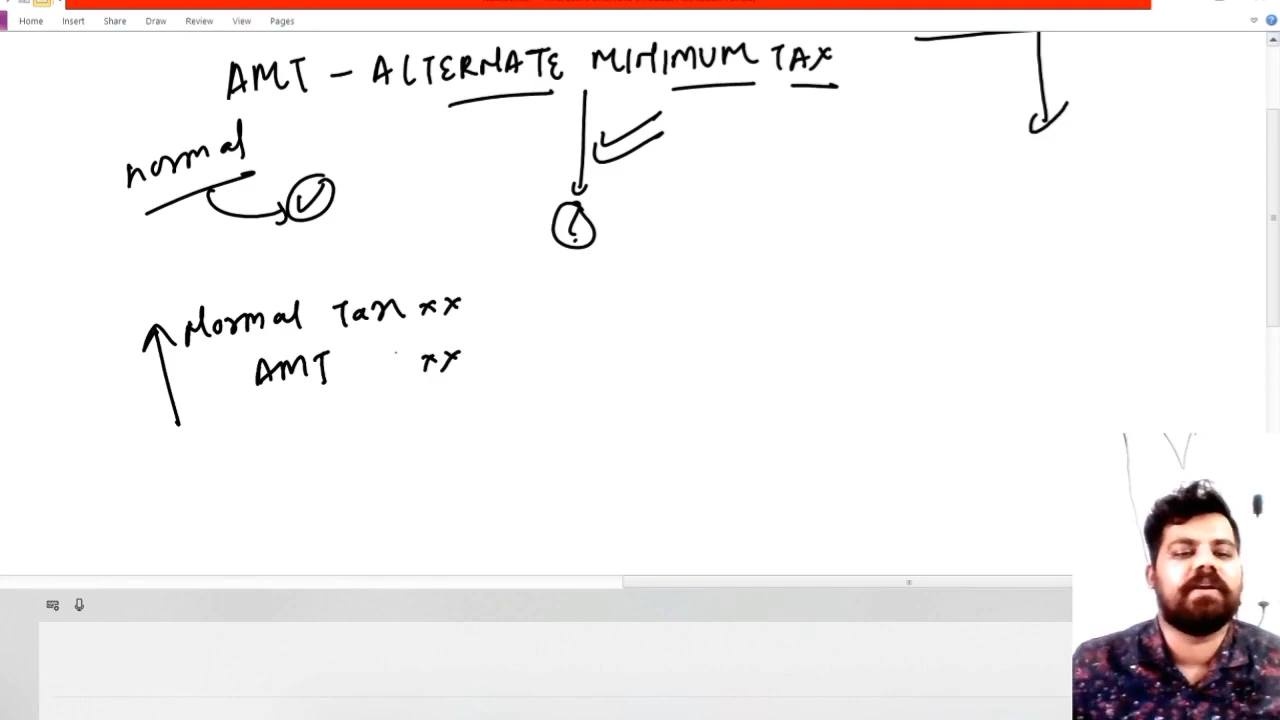 Home Insert Share Draw Review View Pages
AMT - ALTERNATE MINIMUM TAX
normal
?
Normal Tax xx
AMT xx